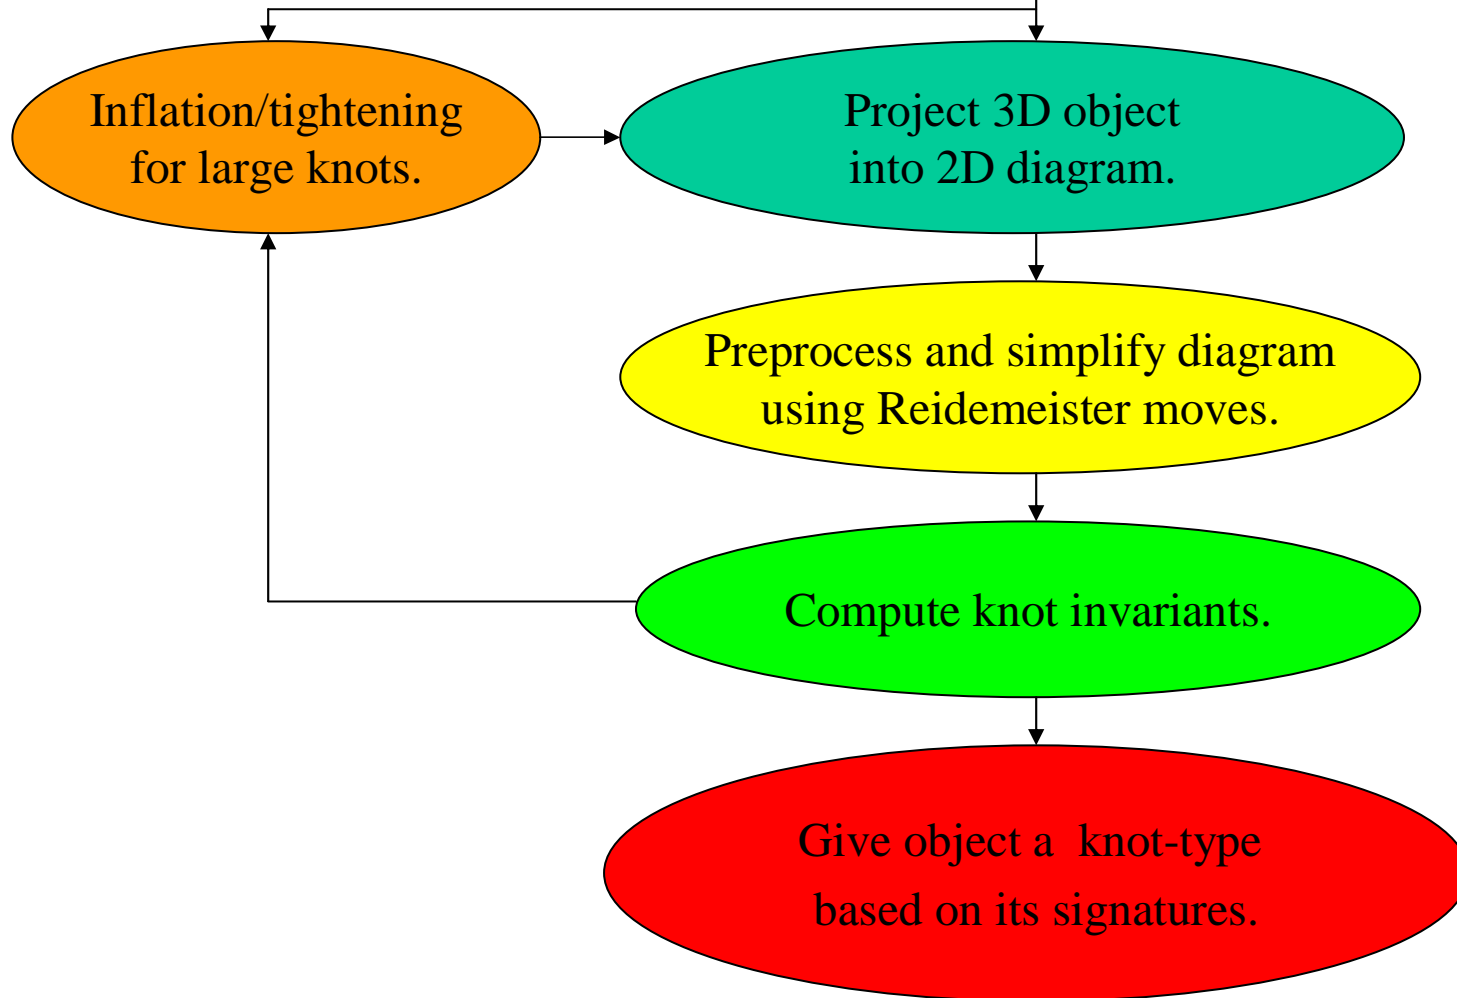 Inflation/tightening
for large knots.
Project 3D object
into 2D diagram.
Preprocess and simplify diagram
using Reidemeister moves.
Compute knot invariants.
Give object a knot-type
based on its signatures.